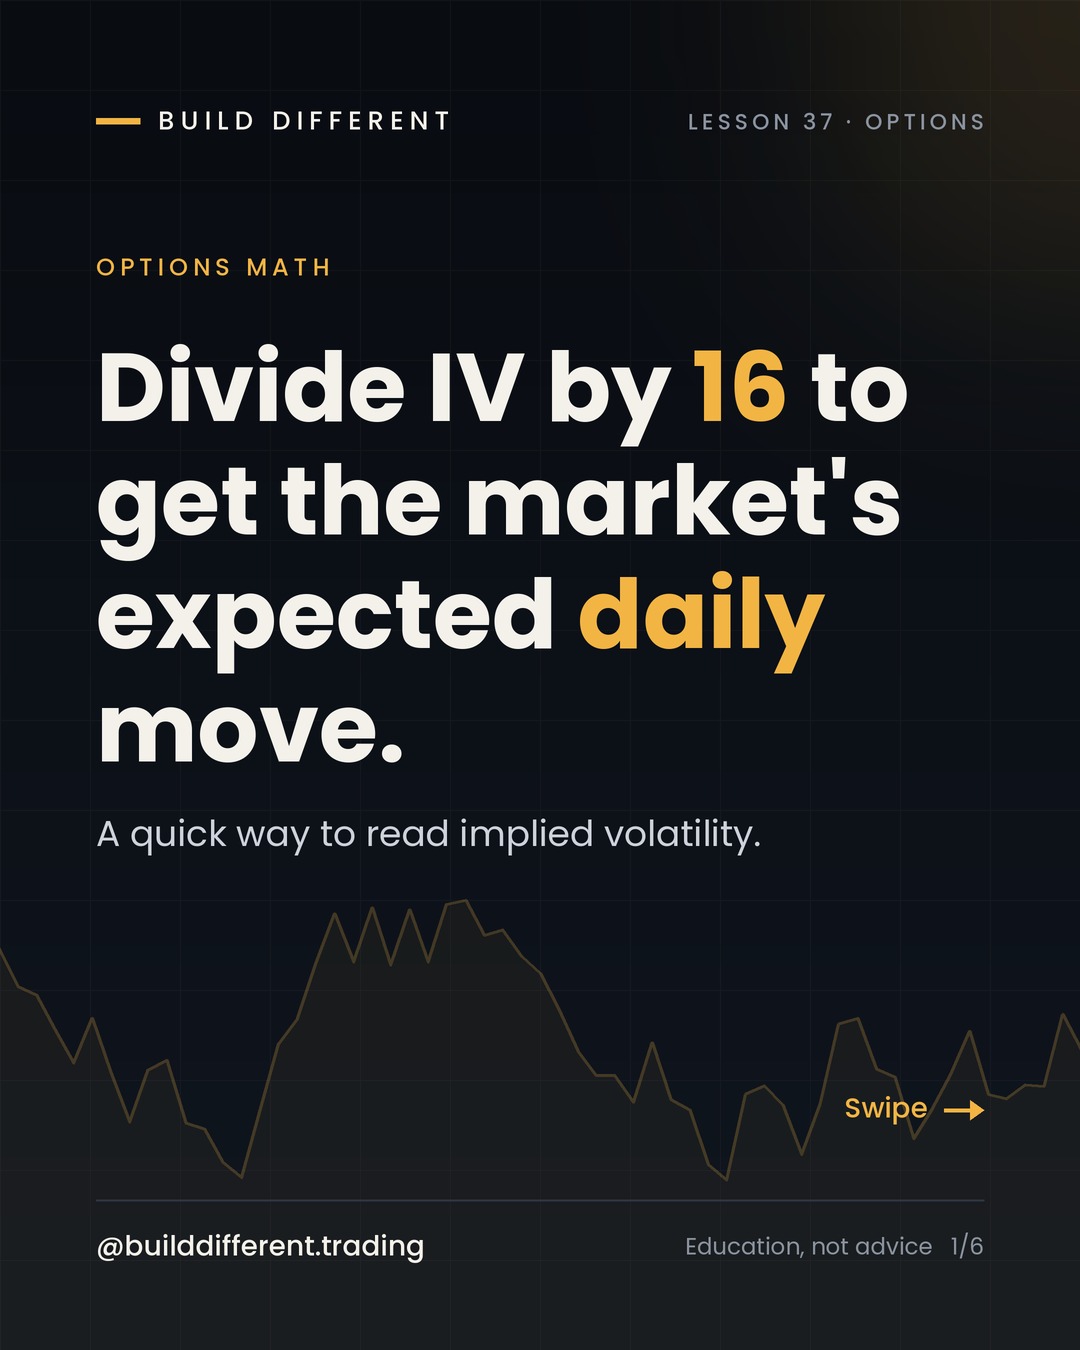 BUILD DIFFERENT
LESSON 37 · OPTIONS
OPTIONS MATH
Divide IV by 16 to
get the market's
expected daily
move.
A quick way to read implied volatility.
Swipe →
@builddifferent.trading
Education, not advice 1/6